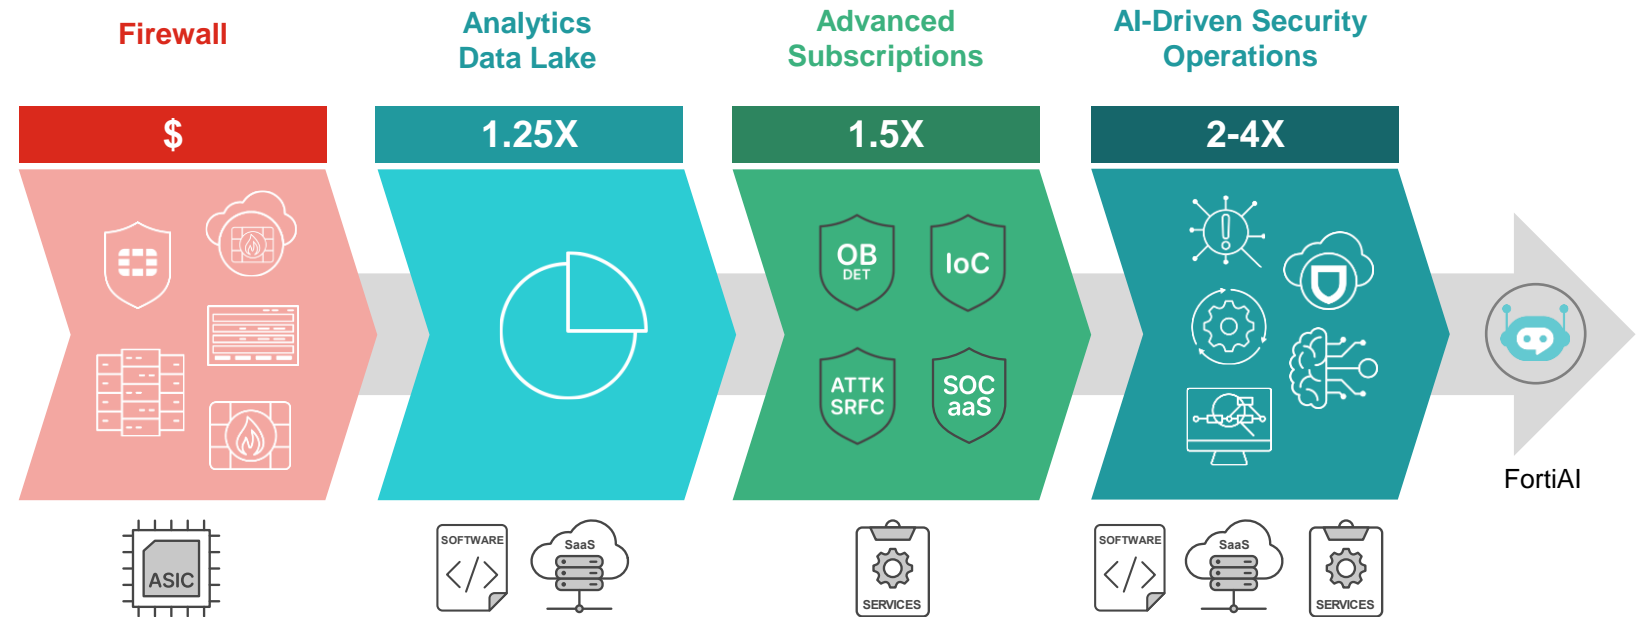 Firewall
Analytics
Data Lake
Advanced
Subscriptions
AI-Driven Security
Operations
$
1.25X
1.5X
2-4X
OB
DET
IoC
ATTK
SRFC
SOC
aaS
FortiAI
ASIC
SOFTWARE
</>
SaaS
SERVICES
SOFTWARE
</>
SaaS
SERVICES